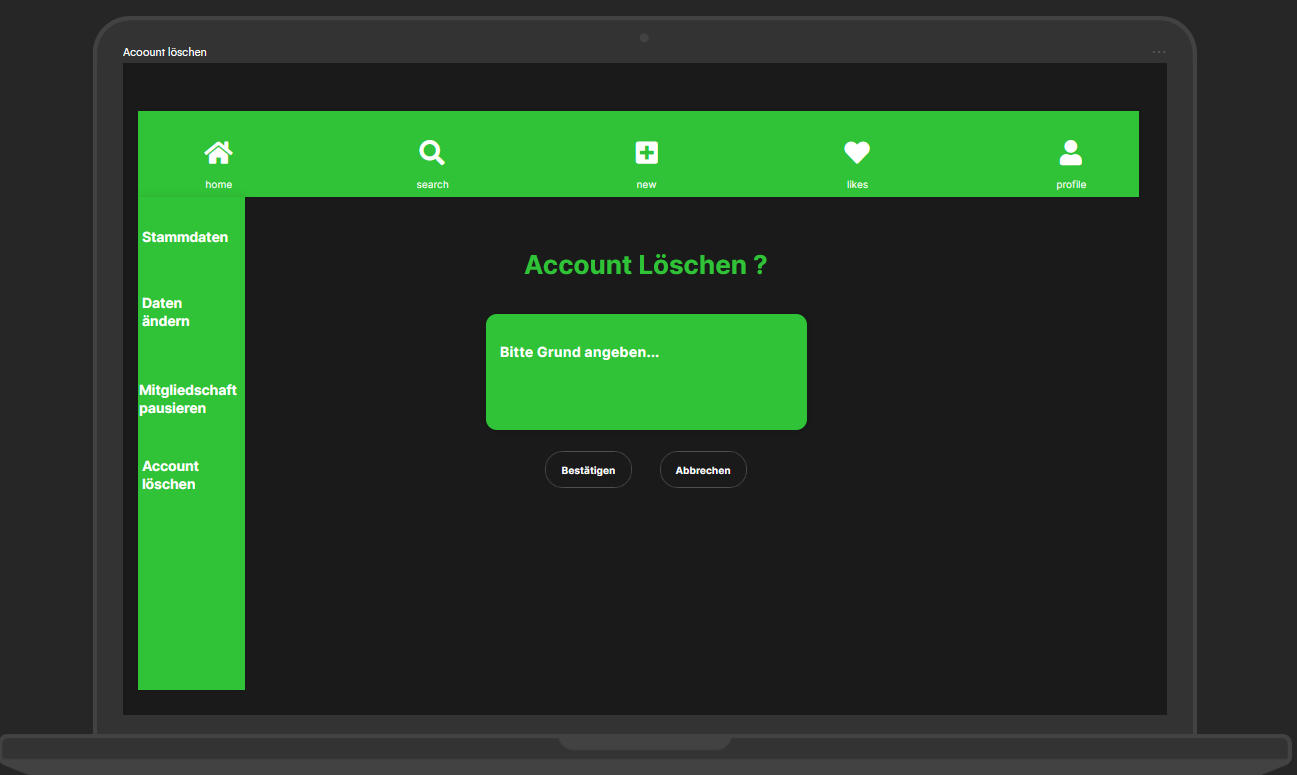 Acoount löschen
home
search
new
likes
profile
Stammdaten
Daten
ändern
Mitgliedschaft
pausieren
Account
löschen
Account Löschen ?
Bitte Grund angeben...
Bestätigen
Abbrechen